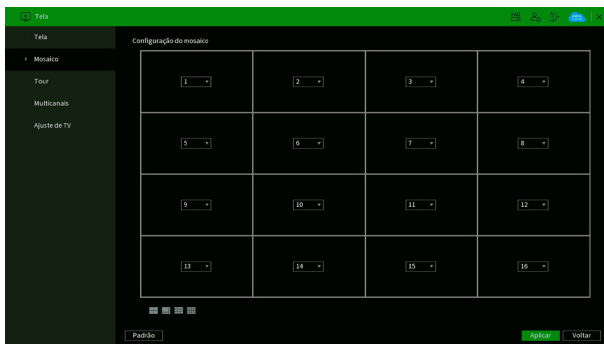 Tela
Tela
Configuração do mosaico
Mosaico
1 2 3 4
Tour
Multicanais
Ajuste de TV
5 6 7 8
9 10 11 12
13 14 15 16
Padrão
Aplicar Voltar